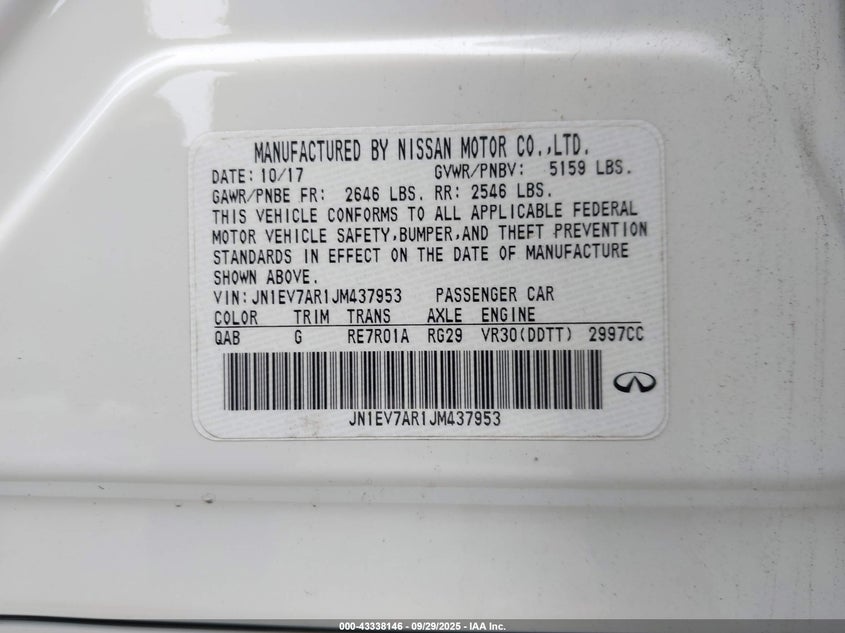 MANUFACTURED BY NISSAN MOTOR CO.,LTD.
DATE: 10/17 GVWR/PNBV: 5159 LBS.
GAWR/PNBE FR: 2646 LBS. RR: 2546 LBS.
THIS VEHICLE CONFORMS TO ALL APPLICABLE FEDERAL
MOTOR VEHICLE SAFETY,BUMPER,AND THEFT PREVENTION
STANDARDS IN EFFECT ON THE DATE OF MANUFACTURE
SHOWN ABOVE.
VIN:JN1EV7AR1JM437953 PASSENGER CAR
COLOR TRIM TRANS AXLE ENGINE
QAB G RE7R01A RG29 VR30(DDTT) 2997CC
JN1EV7AR1JM437953
000-43338146 - 09/29/2025 - IAA Inc.